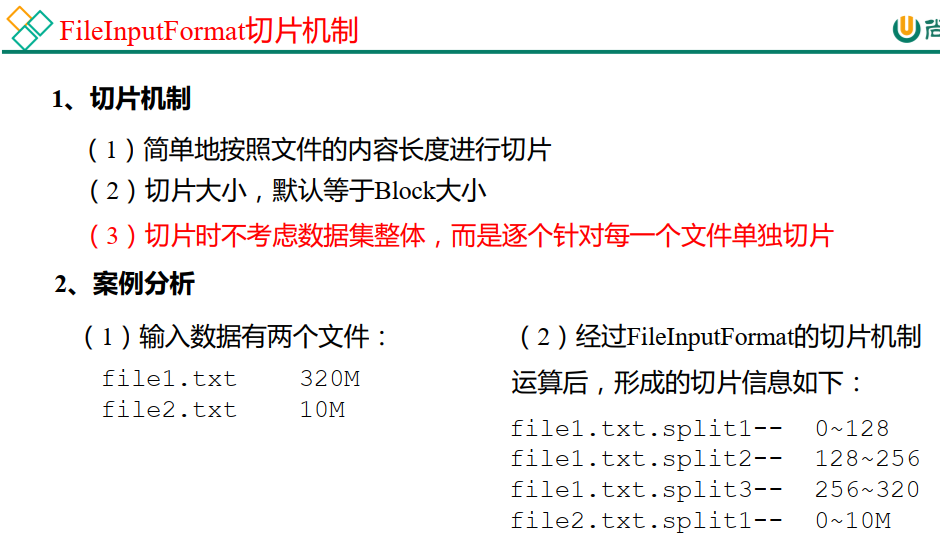 FileInputFormat切片机制
尚
1、切片机制
（1）简单地按照文件的内容长度进行切片
（2）切片大小，默认等于Block大小
（3）切片时不考虑数据集整体，而是逐个针对每一个文件单独切片
2、案例分析
（1）输入数据有两个文件：
file1.txt 320M
file2.txt 10M
（2）经过FileInputFormat的切片机制
运算后，形成的切片信息如下：
file1.txt.split1-- 0~128
file1.txt.split2-- 128~256
file1.txt.split3-- 256~320
file2.txt.split1-- 0~10M